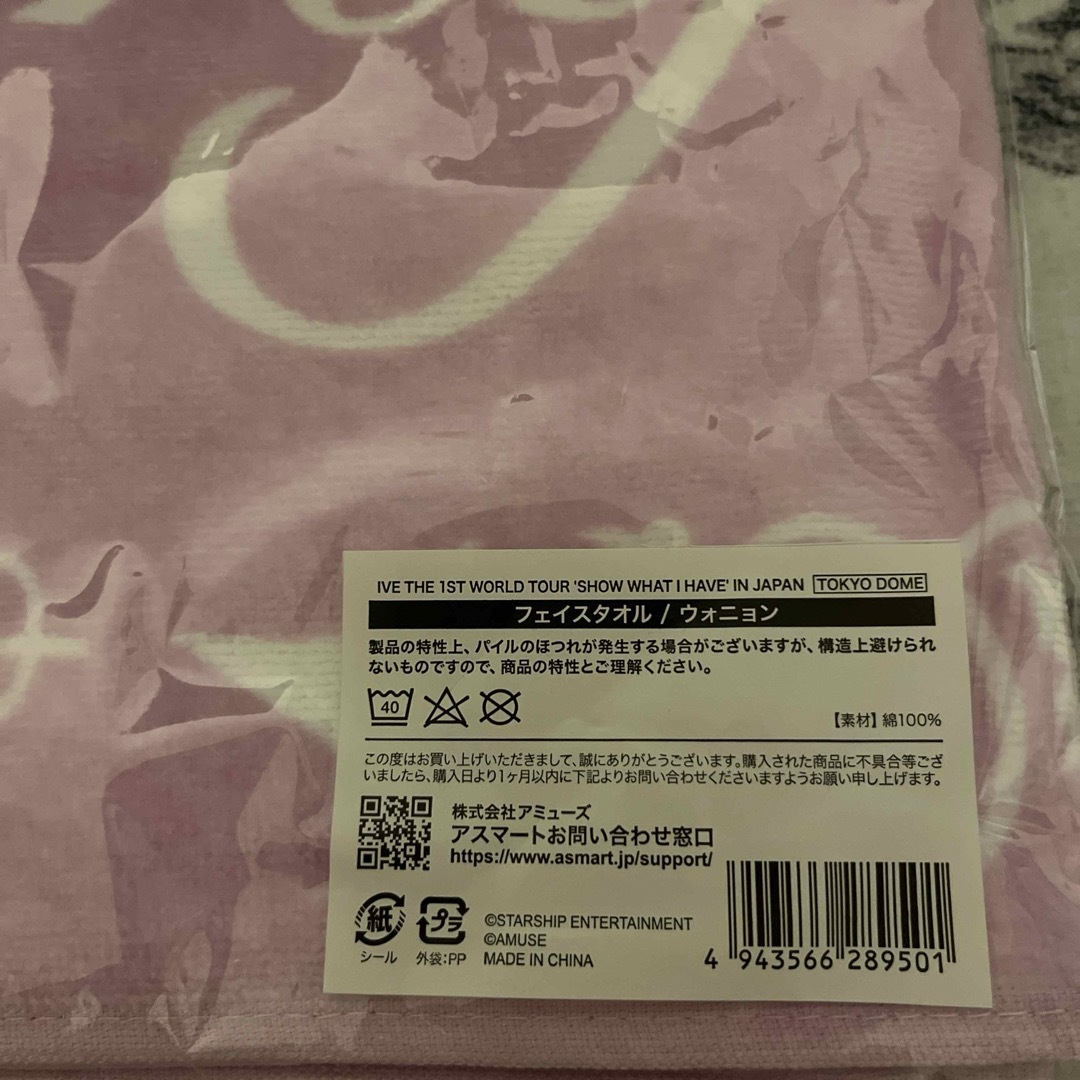 IVE THE 1ST WORLD TOUR 'SHOW WHAT I HAVE' IN JAPAN TOKYO DOME
フェイスタオル / ウォニョン
製品の特性上、パイルのほつれが発生する場合がございますが、構造上避けられ
ないものですので、商品の特性とご理解ください。
40
【素材】綿100%
この度はお買い上げいただきまして、誠にありがとうございます。購入された商品に不具合等ござ
いましたら、購入日より1ヶ月以内に下記よりお問い合わせくださいますようお願い申し上げます。
株式会社アミューズ
アスマートお問い合わせ窓口
https://www.asmart.jp/support/
紙
シール
プラ
外袋:PP
©STARSHIP ENTERTAINMENT
©AMUSE
MADE IN CHINA
4 943566 289501